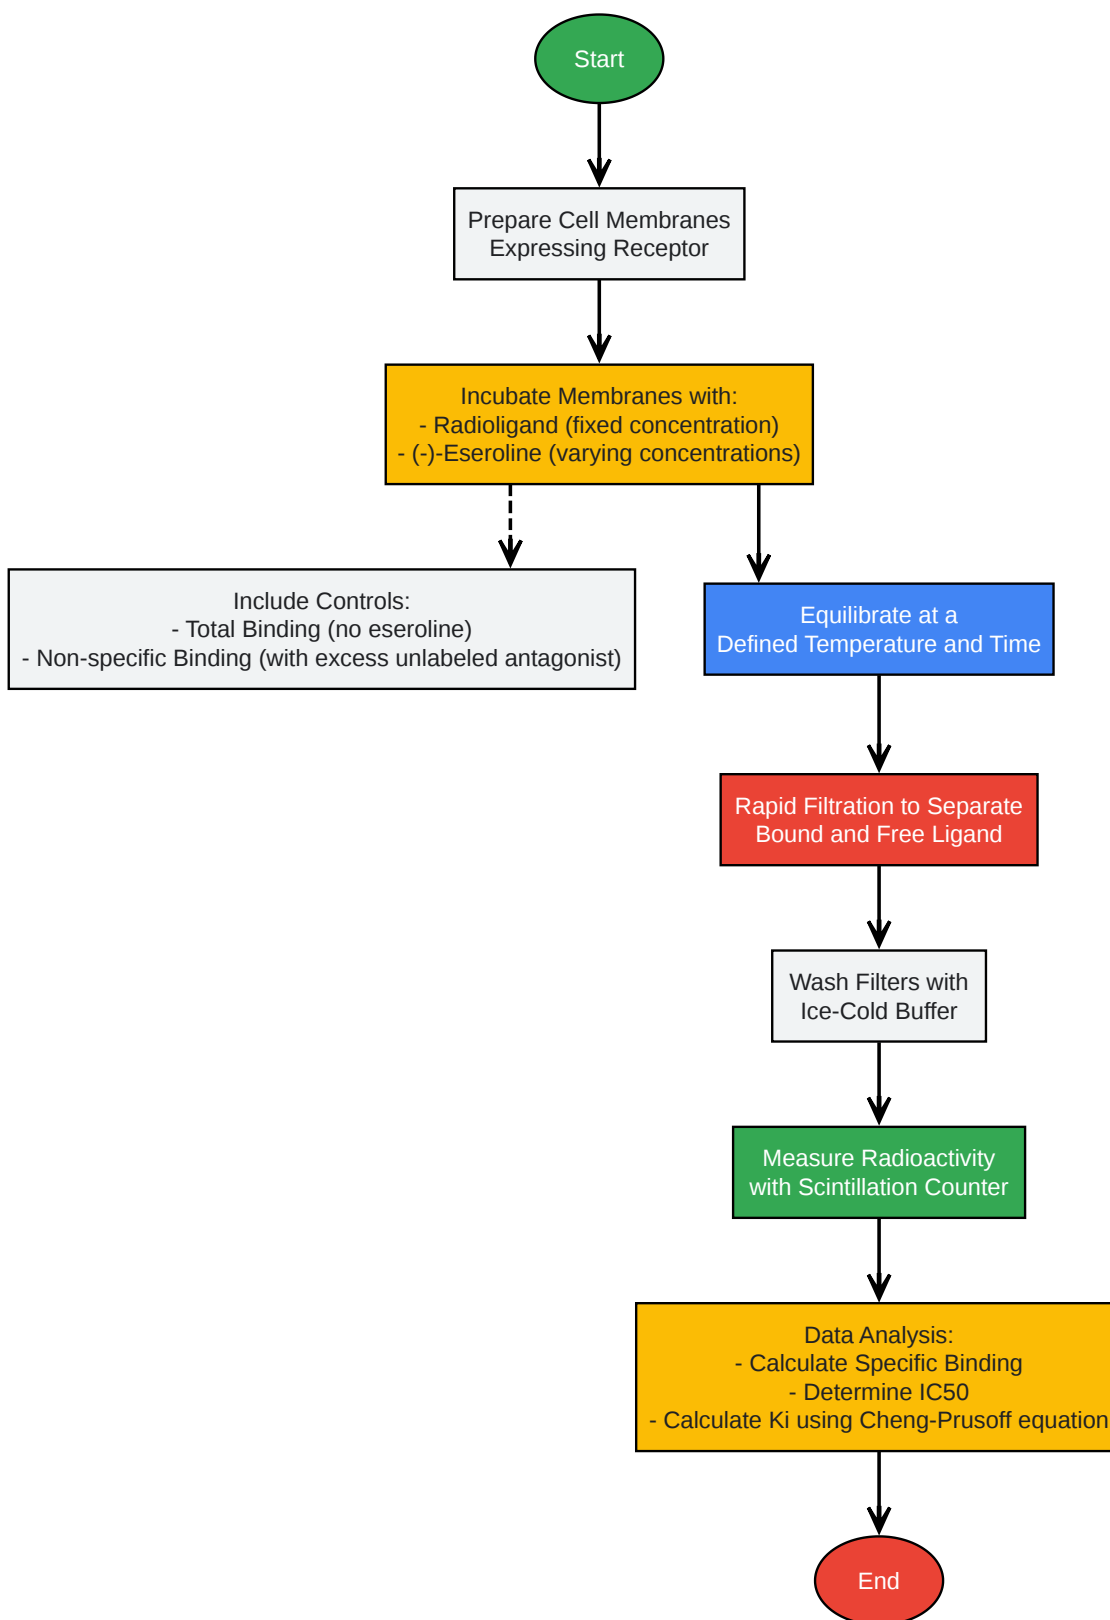 Start
Prepare Cell Membranes
Expressing Receptor
Incubate Membranes with:
- Radioligand (fixed concentration)
- (-)-Eseroline (varying concentrations)
Include Controls:
- Total Binding (no eseroline)
- Non-specific Binding (with excess unlabeled antagonist)
Equilibrate at a
Defined Temperature and Time
Rapid Filtration to Separate
Bound and Free Ligand
Wash Filters with
Ice-Cold Buffer
Measure Radioactivity
with Scintillation Counter
Data Analysis:
- Calculate Specific Binding
- Determine IC50
- Calculate Ki using Cheng-Prusoff equation
End